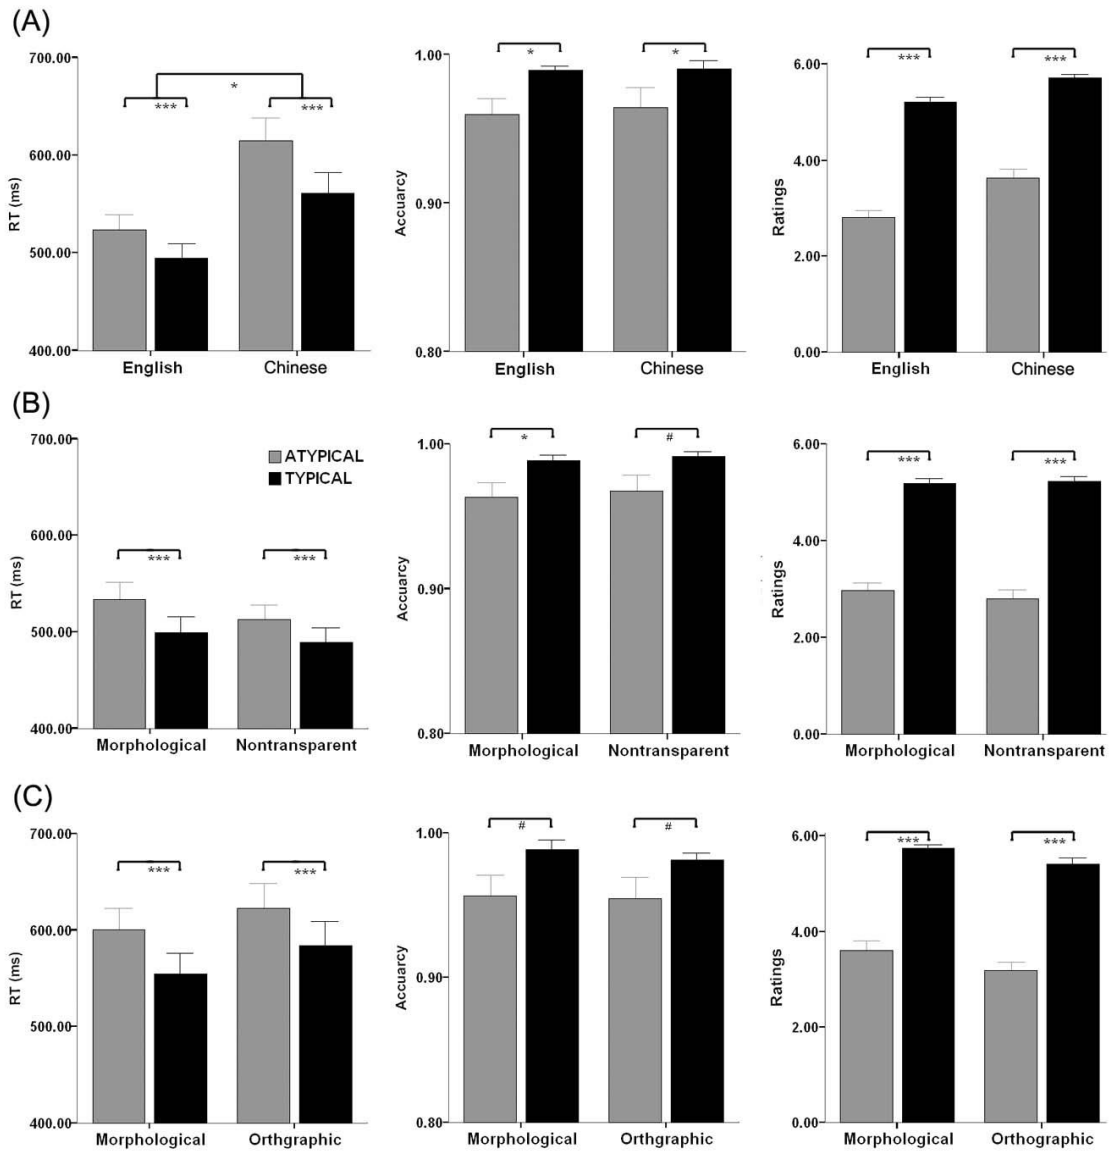 (A)
700.00
600.00
500.00
400.00
RT (ms)
*
***
***
English
Chinese
1.00
0.90
0.80
Accuarcy
*
*
English
Chinese
6.00
4.00
2.00
0.00
Ratings
***
***
English
Chinese
(B)
700.00
600.00
500.00
400.00
RT (ms)
ATYPICAL
TYPICAL
***
***
Morphological
Nontransparent
1.00
0.90
0.80
Accuarcy
*
#
Morphological
Nontransparent
6.00
4.00
2.00
0.00
Ratings
***
***
Morphological
Nontransparent
(C)
700.00
600.00
500.00
400.00
RT (ms)
***
***
Morphological
Orthgraphic
1.00
0.90
0.80
Accuarcy
#
#
Morphological
Orthgraphic
6.00
4.00
2.00
0.00
Ratings
***
***
Morphological
Orthographic